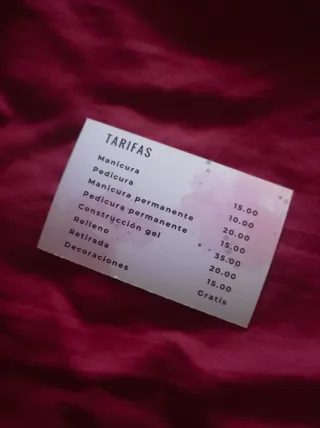 TARIFAS
Manicura 15.00
Pedicura 10.00
Manicura permanente 20.00
Pedicura permanente 15.00
Construcción gel 35.00
Relleno 20.00
Retirada 15.00
Decoraciones Gratis